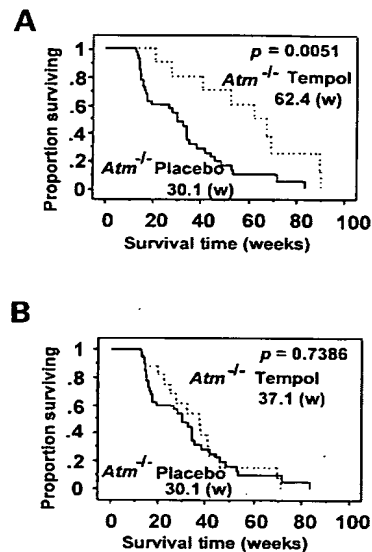 A
p = 0.0051
Atm-/- Tempol
62.4 (w)
Atm-/- Placebo
30.1 (w)
Proportion surviving
1
.8
.6
.4
.2
0
0 20 40 60 80 100
Survival time (weeks)
B
p = 0.7386
Atm-/- Tempol
37.1 (w)
Atm-/- Placebo
30.1 (w)
Proportion surviving
1
.8
.6
.4
.2
0
0 20 40 60 80 100
Survival time (weeks)